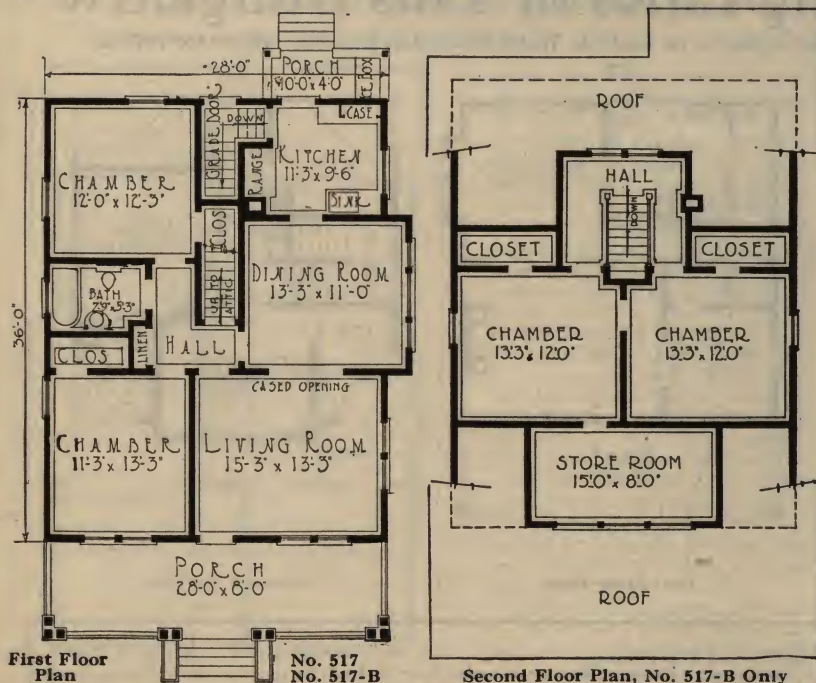 28'-0"
PORCH
10'-0" x 4'-0"
ICE BOX
CASE
GRADE DOOR
DOWN
KITCHEN
11'-3" x 9'-6"
RANGE
SINK
CHAMBER
12'-0" x 12'-3"
CLOS
UP TO
ATTIC
DINING ROOM
13'-3" x 11'-0"
BATH
36'-0"
LINEN
HALL
CLOS
CASED OPENING
CHAMBER
11'-3" x 13'-3"
LIVING ROOM
15'-3" x 13'-3"
PORCH
28'-0" x 8'-0"
First Floor
Plan
No. 517
No. 517-B
ROOF
HALL
DOWN
CLOSET
CLOSET
CHAMBER
13'3" x 12'0"
CHAMBER
13'3" x 12'0"
STORE ROOM
15'0" x 8'0"
ROOF
Second Floor Plan, No. 517-B Only